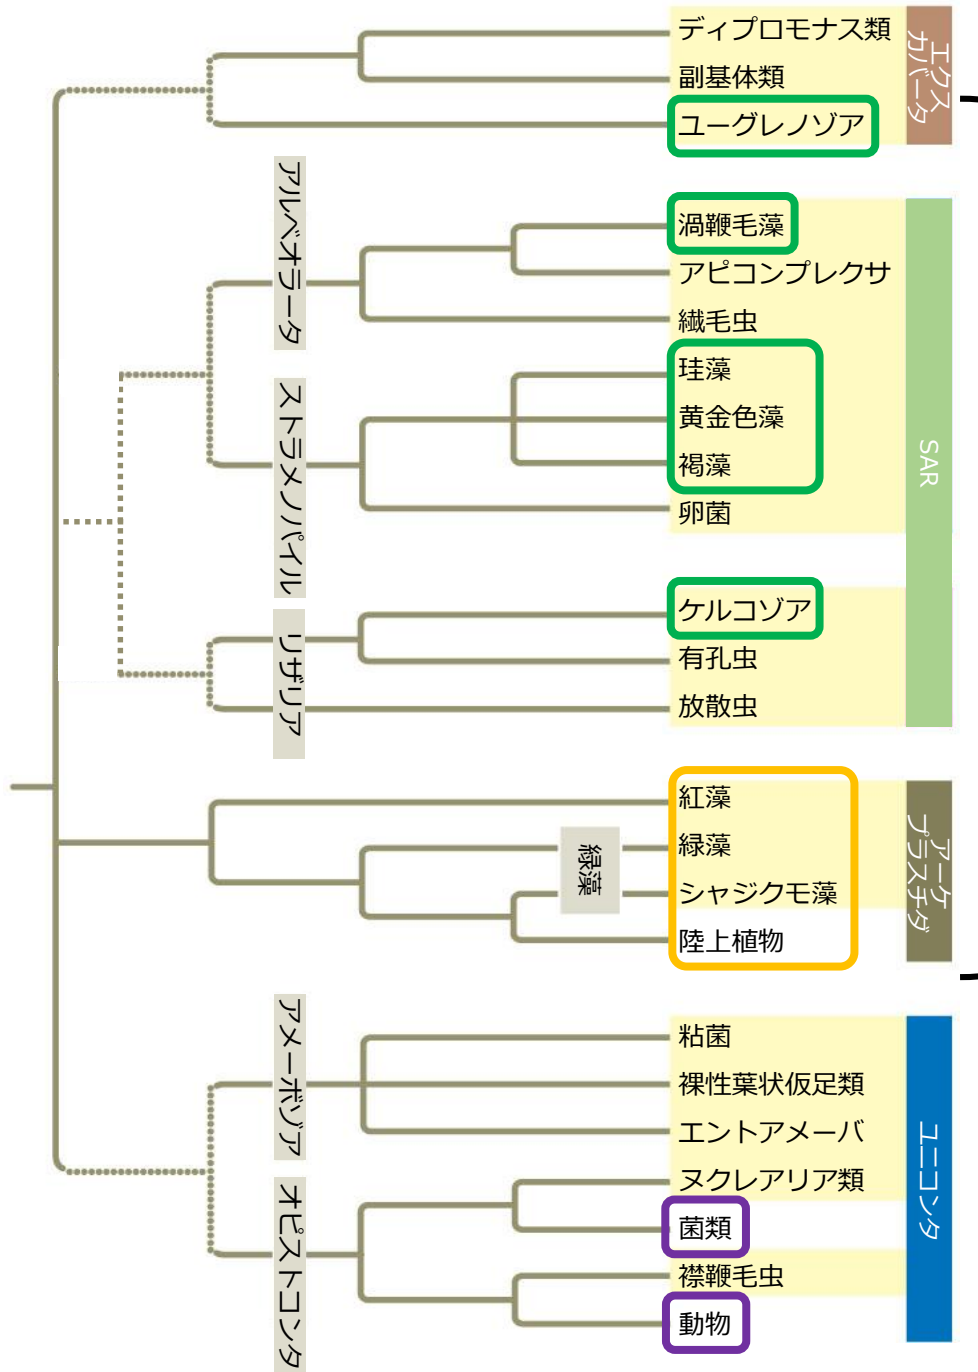 ディプロモナス類
副基体類
ユーグレノゾア
エクス
カバータ
アルベオラータ
渦鞭毛藻
アピコンプレクサ
繊毛虫
ストラメノパイル
珪藻
黄金色藻
褐藻
卵菌
SAR
リザリア
ケルコゾア
有孔虫
放散虫
紅藻
緑藻
緑藻
シャジクモ藻
陸上植物
アーケ
プラスチダ
アメーボゾア
粘菌
裸性葉状仮足類
エントアメーバ
オピストコンタ
ヌクレアリア類
菌類
襟鞭毛虫
動物
ユニコンタ